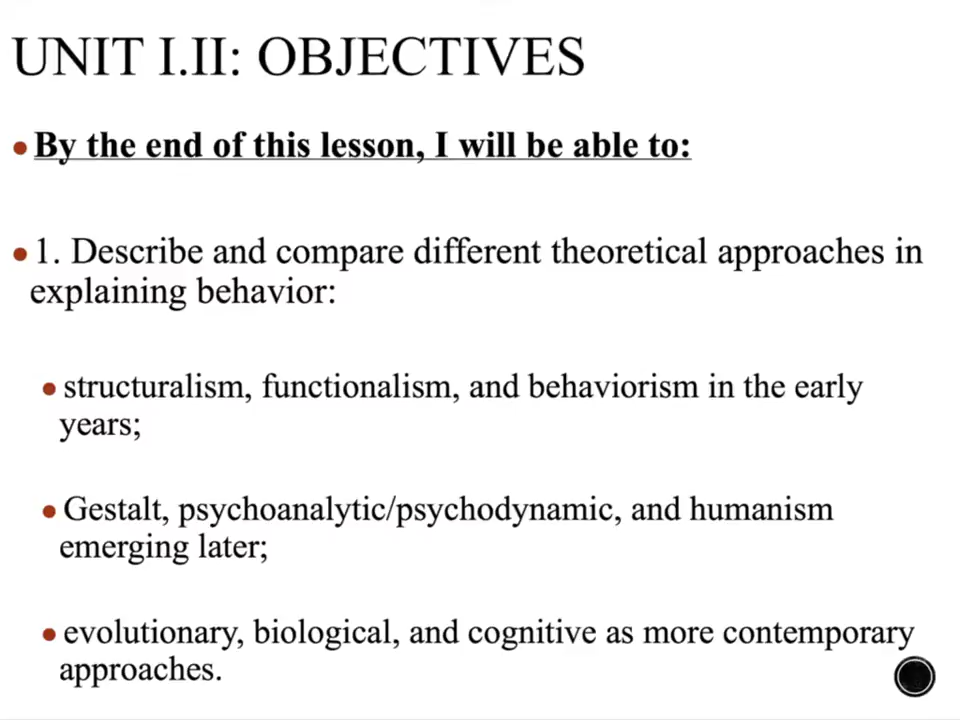 UNIT I.II: OBJECTIVES
By the end of this lesson, I will be able to:
1. Describe and compare different theoretical approaches in
explaining behavior:
structuralism, functionalism, and behaviorism in the early
years;
Gestalt, psychoanalytic/psychodynamic, and humanism
emerging later;
evolutionary, biological, and cognitive as more contemporary
approaches.